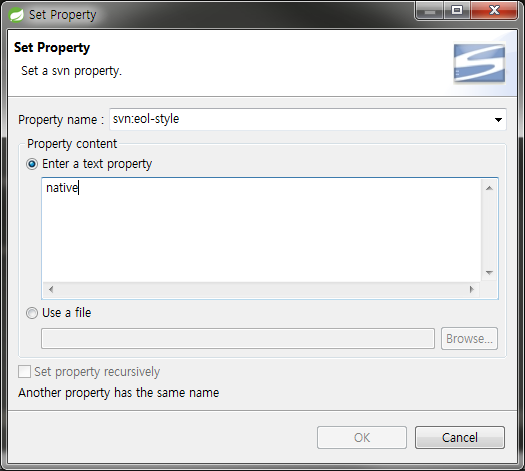 Set Property
Set Property
Set a svn property.
Property name : svn:eol-style
Property content
Enter a text property
native
Use a file
Browse...
Set property recursively
Another property has the same name
OK Cancel